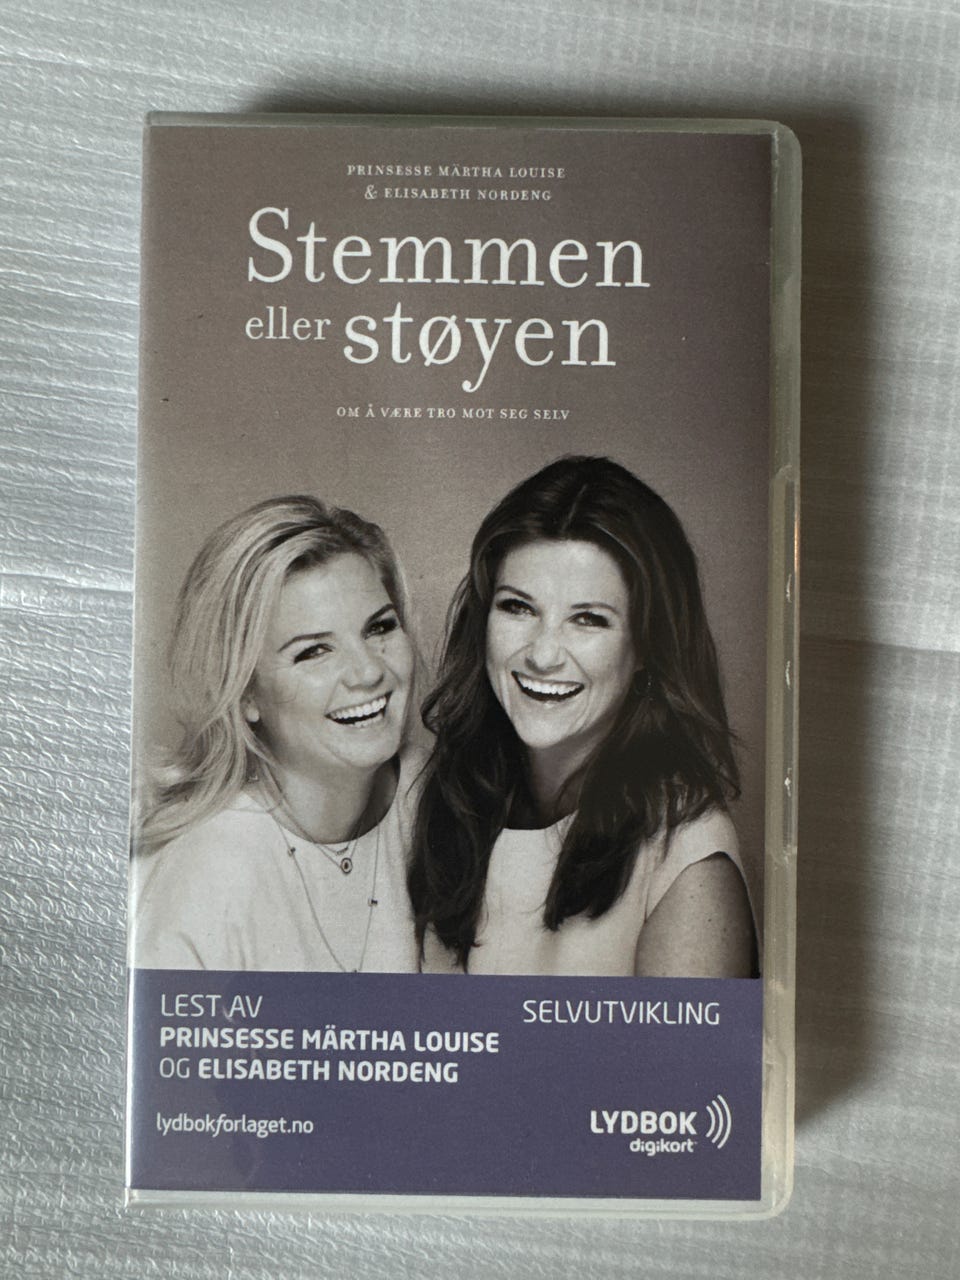 PRINSESSE MÄRTHA LOUISE
& ELISABETH NORDENG
Stemmen
eller støyen
OM Å VÆRE TRO MOT SEG SELV
LEST AV
PRINSESSE MÄRTHA LOUISE
OG ELISABETH NORDENG
SELVUTVIKLING
lydbokforlaget.no
LYDBOK
digikort